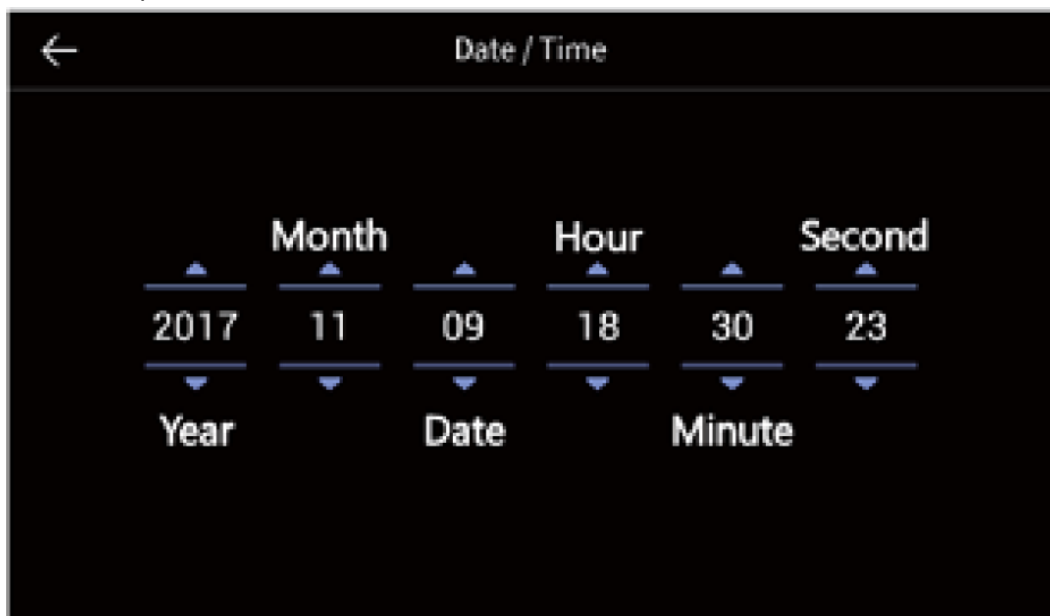 Date / Time
Month Hour Second
2017 11 09 18 30 23
Year Date Minute